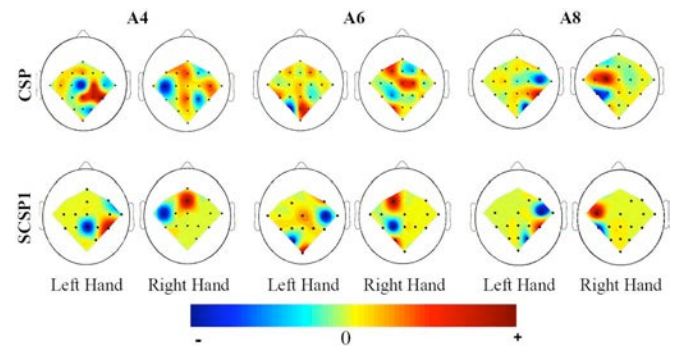 A4 A6 A8
CSP
SCSP1
Left Hand Right Hand Left Hand Right Hand Left Hand Right Hand
- 0 +